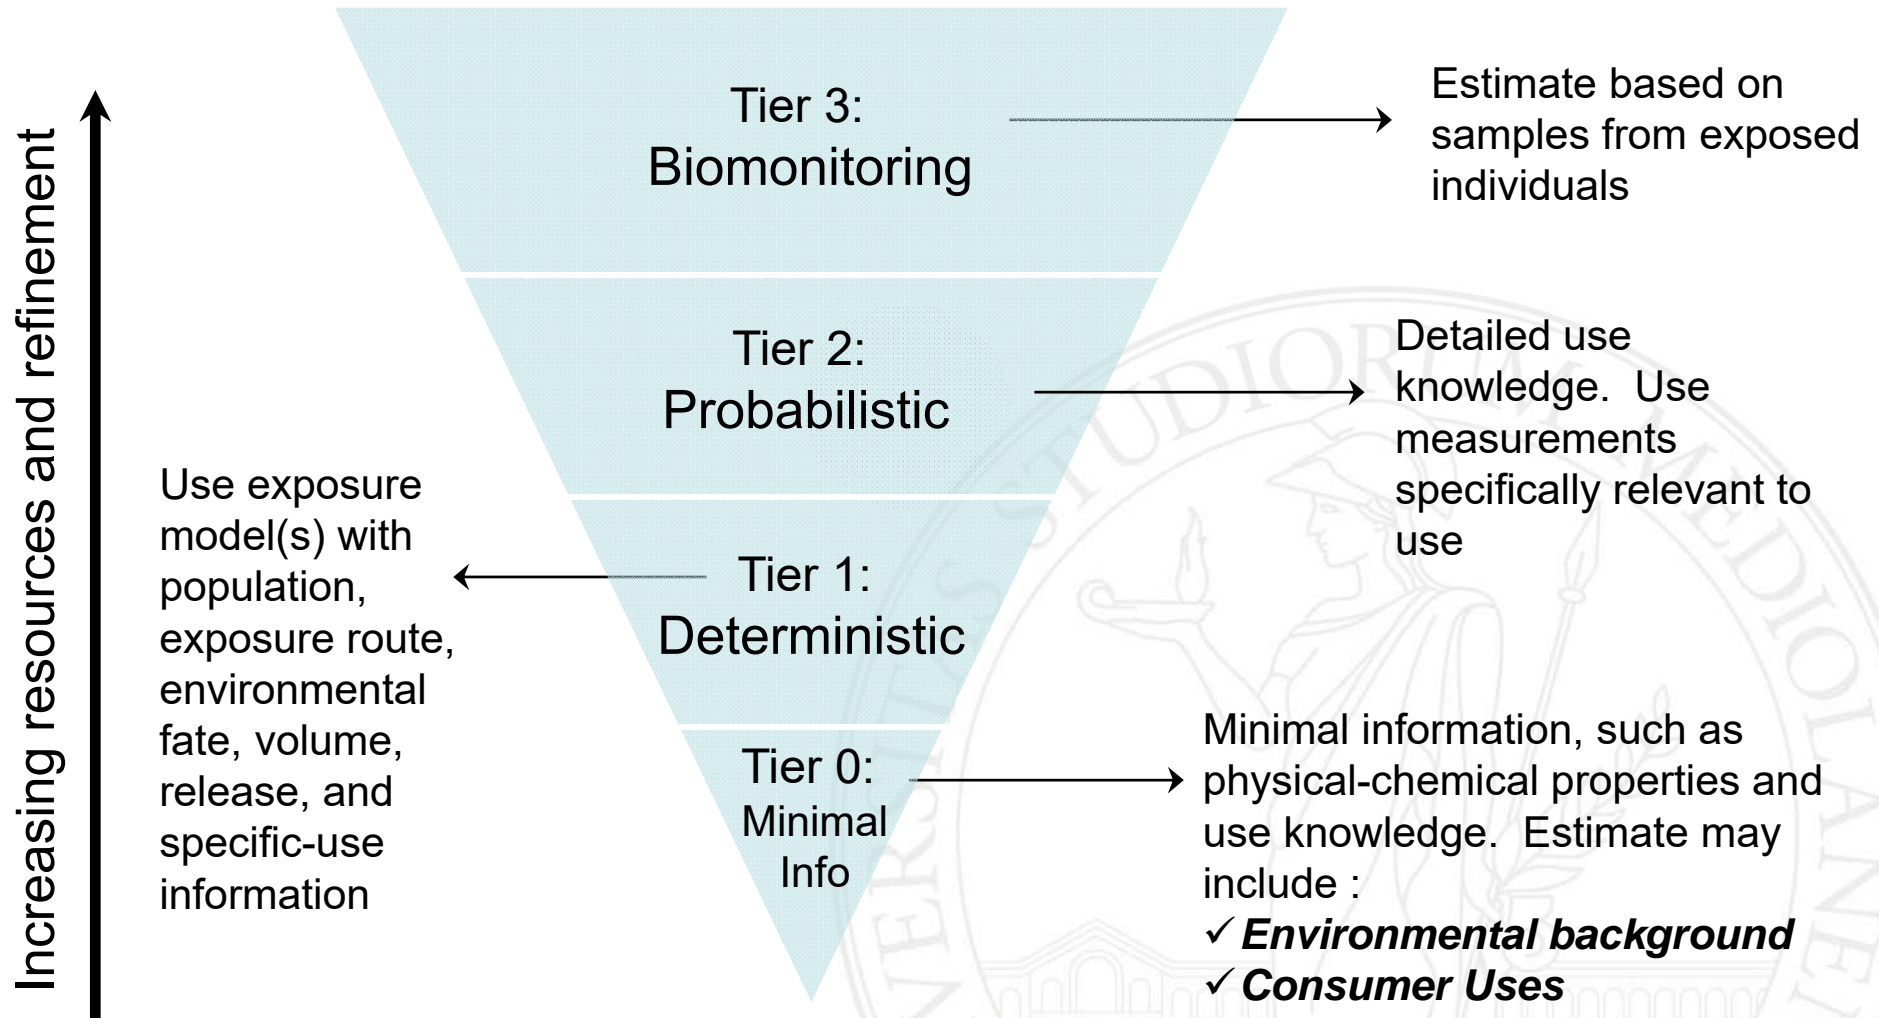 Increasing resources and refinement
Tier 3:
Biomonitoring
Estimate based on
samples from exposed
individuals
Tier 2:
Probabilistic
Detailed use
knowledge.  Use
measurements
specifically relevant to
use
Use exposure
model(s) with
population,
exposure route,
environmental
fate, volume,
release, and
specific-use
information
Tier 1:
Deterministic
Tier 0:
Minimal
Info
Minimal information, such as
physical-chemical properties and
use knowledge.  Estimate may
include :
✓ Environmental background
✓ Consumer Uses